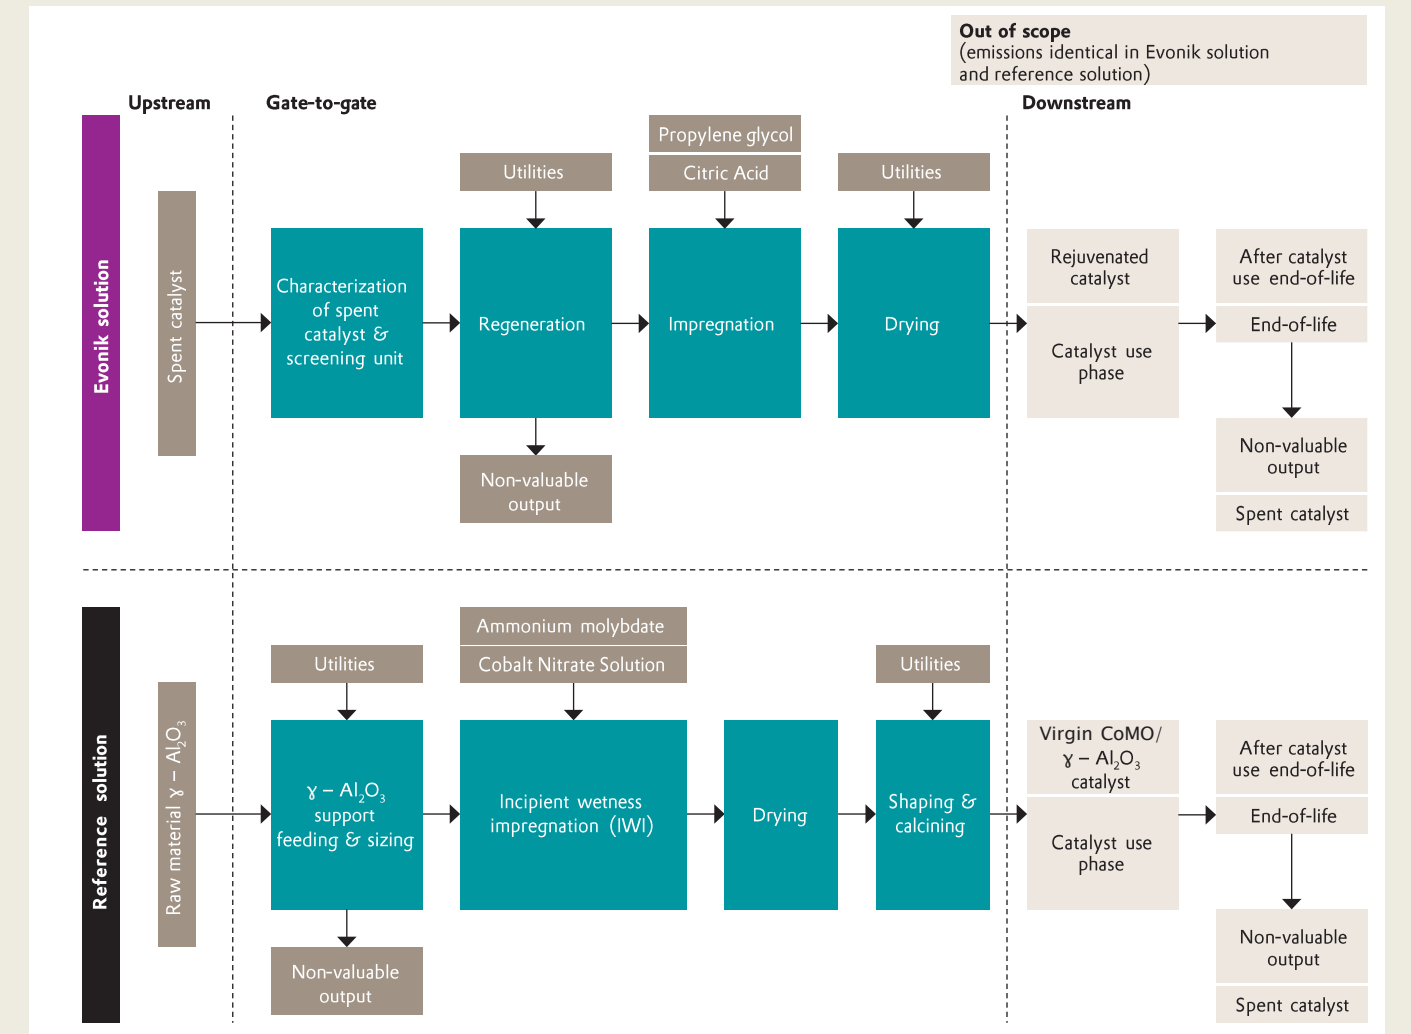 Out of scope
(emissions identical in Evonik solution
and reference solution)
Upstream
Gate-to-gate
Downstream
Evonik solution
Spent catalyst
Characterization
of spent
catalyst &
screening unit
Utilities
Regeneration
Non-valuable
output
Propylene glycol
Citric Acid
Impregnation
Utilities
Drying
Rejuvenated
catalyst
Catalyst use
phase
After catalyst
use end-of-life
End-of-life
Non-valuable
output
Spent catalyst
Reference solution
Raw material γ – Al₂O₃
Utilities
γ – Al₂O₃
support
feeding & sizing
Non-valuable
output
Ammonium molybdate
Cobalt Nitrate Solution
Incipient wetness
impregnation (IWI)
Drying
Utilities
Shaping &
calcining
Virgin CoMO/
γ – Al₂O₃
catalyst
Catalyst use
phase
After catalyst
use end-of-life
End-of-life
Non-valuable
output
Spent catalyst